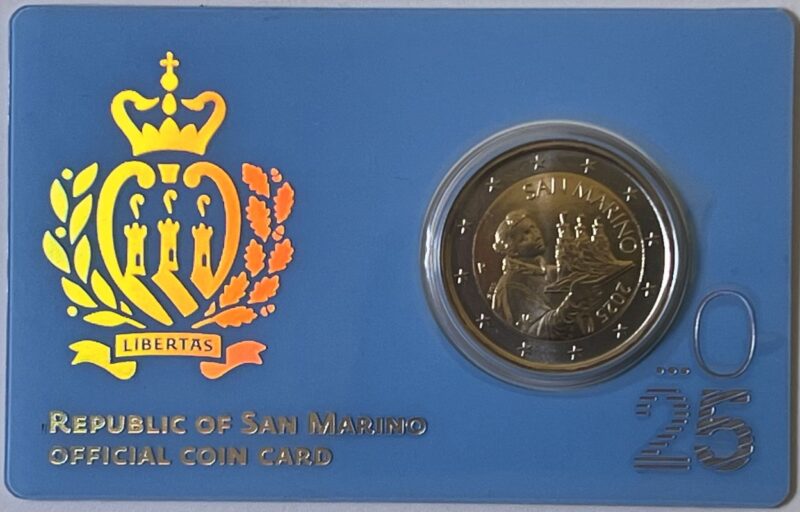 LIBERTAS
REPUBLIC OF SAN MARINO
OFFICIAL COIN CARD
SAN MARINO
2025
...0
25